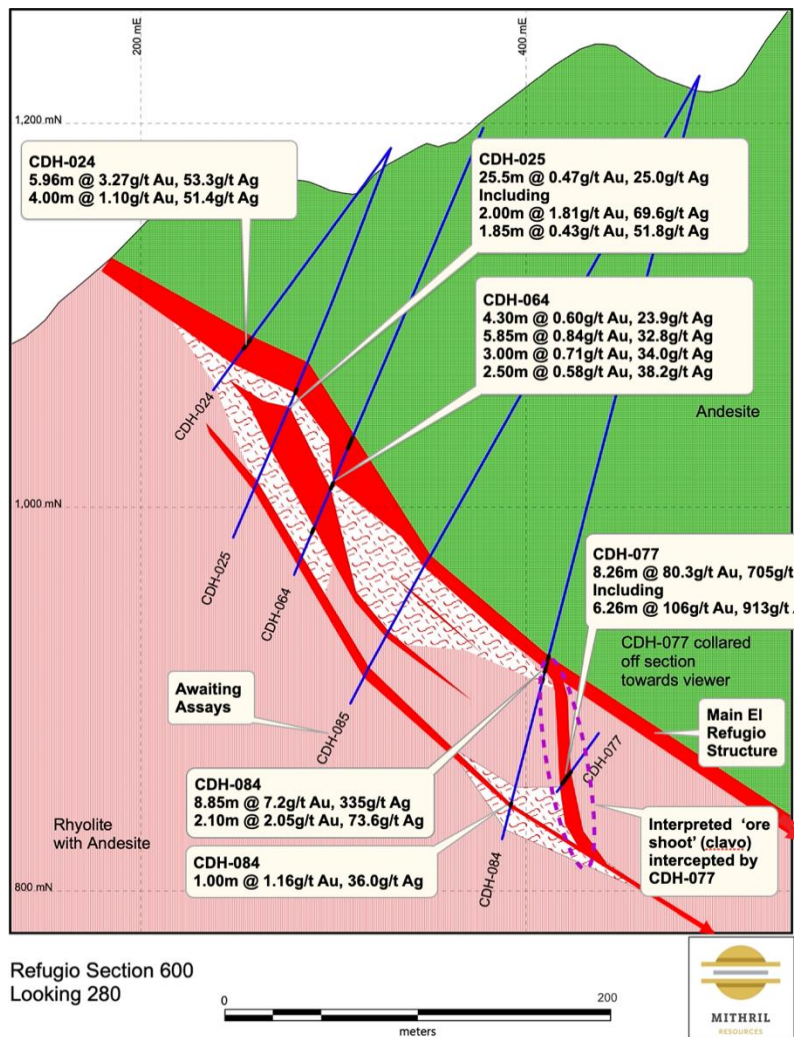 200 mE
400 mE
1,200 mN
CDH-024
5.96m @ 3.27g/t Au, 53.3g/t Ag
4.00m @ 1.10g/t Au, 51.4g/t Ag
CDH-025
25.5m @ 0.47g/t Au, 25.0g/t Ag
Including
2.00m @ 1.81g/t Au, 69.6g/t Ag
1.85m @ 0.43g/t Au, 51.8g/t Ag
CDH-064
4.30m @ 0.60g/t Au, 23.9g/t Ag
5.85m @ 0.84g/t Au, 32.8g/t Ag
3.00m @ 0.71g/t Au, 34.0g/t Ag
2.50m @ 0.58g/t Au, 38.2g/t Ag
CDH-024
Andesite
1,000 mN
CDH-025
CDH-064
CDH-077
8.26m @ 80.3g/t Au, 705g/t
Including
6.26m @ 106g/t Au, 913g/t
CDH-077 collared
off section
towards viewer
Awaiting
Assays
CDH-085
Main El
Refugio
Structure
CDH-077
CDH-084
8.85m @ 7.2g/t Au, 335g/t Ag
2.10m @ 2.05g/t Au, 73.6g/t Ag
Rhyolite
with Andesite
CDH-084
1.00m @ 1.16g/t Au, 36.0g/t Ag
CDH-084
Interpreted ‘ore
shoot’ (clavo)
intercepted by
CDH-077
800 mN
Refugio Section 600
Looking 280
0
200
meters
MITHRIL
RESOURCES